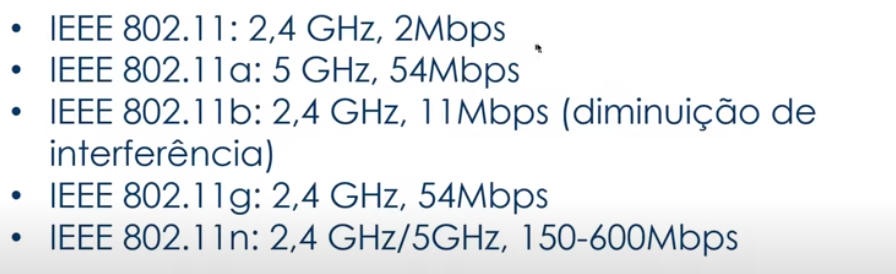 • IEEE 802.11: 2,4 GHz, 2Mbps
• IEEE 802.11a: 5 GHz, 54Mbps
• IEEE 802.11b: 2,4 GHz, 11Mbps (diminuição de
interferência)
• IEEE 802.11g: 2,4 GHz, 54Mbps
• IEEE 802.11n: 2,4 GHz/5GHz, 150-600Mbps